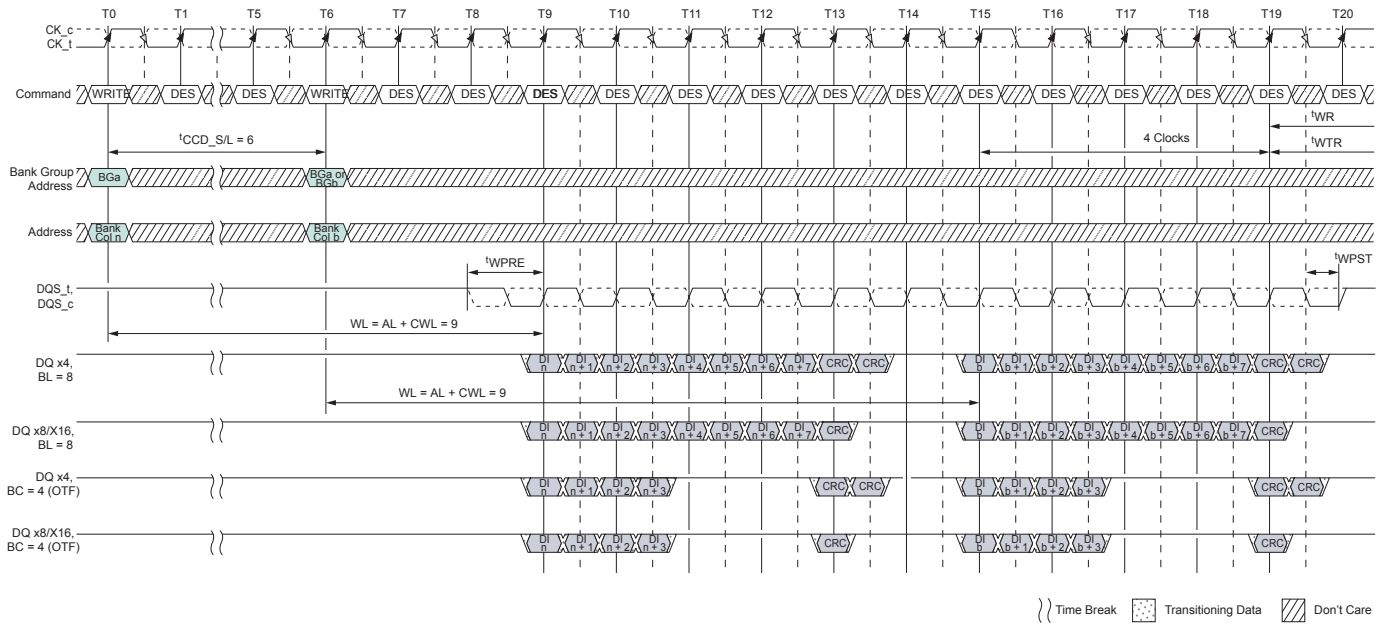 T0 T1 T5 T6 T7 T8 T9 T10 T11 T12 T13 T14 T15 T16 T17 T18 T19 T20
CK_c
CK_t
Command WRITE DES DES WRITE DES DES DES DES DES DES DES DES DES DES DES DES DES DES
tWR
tCCD_S/L = 6
4 Clocks
tWTR
Bank Group
Address
BGa
BGa or
BGb
Address
Bank
Col n
Bank
Col b
tWPRE
tWPST
DQS_t,
DQS_c
WL = AL + CWL = 9
DQ x4,
BL = 8
DI n DI n + 1 DI n + 2 DI n + 3 DI n + 4 DI n + 5 DI n + 6 DI n + 7 CRC CRC DI b DI b + 1 DI b + 2 DI b + 3 DI b + 4 DI b + 5 DI b + 6 DI b + 7 CRC CRC
WL = AL + CWL = 9
DQ x8/X16,
BL = 8
DI n DI n + 1 DI n + 2 DI n + 3 DI n + 4 DI n + 5 DI n + 6 DI n + 7 CRC DI b DI b + 1 DI b + 2 DI b + 3 DI b + 4 DI b + 5 DI b + 6 DI b + 7 CRC
DQ x4,
BC = 4 (OTF)
DI n DI n + 1 DI n + 2 DI n + 3 CRC CRC DI b DI b + 1 DI b + 2 DI b + 3 CRC CRC
DQ x8/X16,
BC = 4 (OTF)
DI n DI n + 1 DI n + 2 DI n + 3 CRC DI b DI b + 1 DI b + 2 DI b + 3 CRC
Time Break Transitioning Data Don't Care